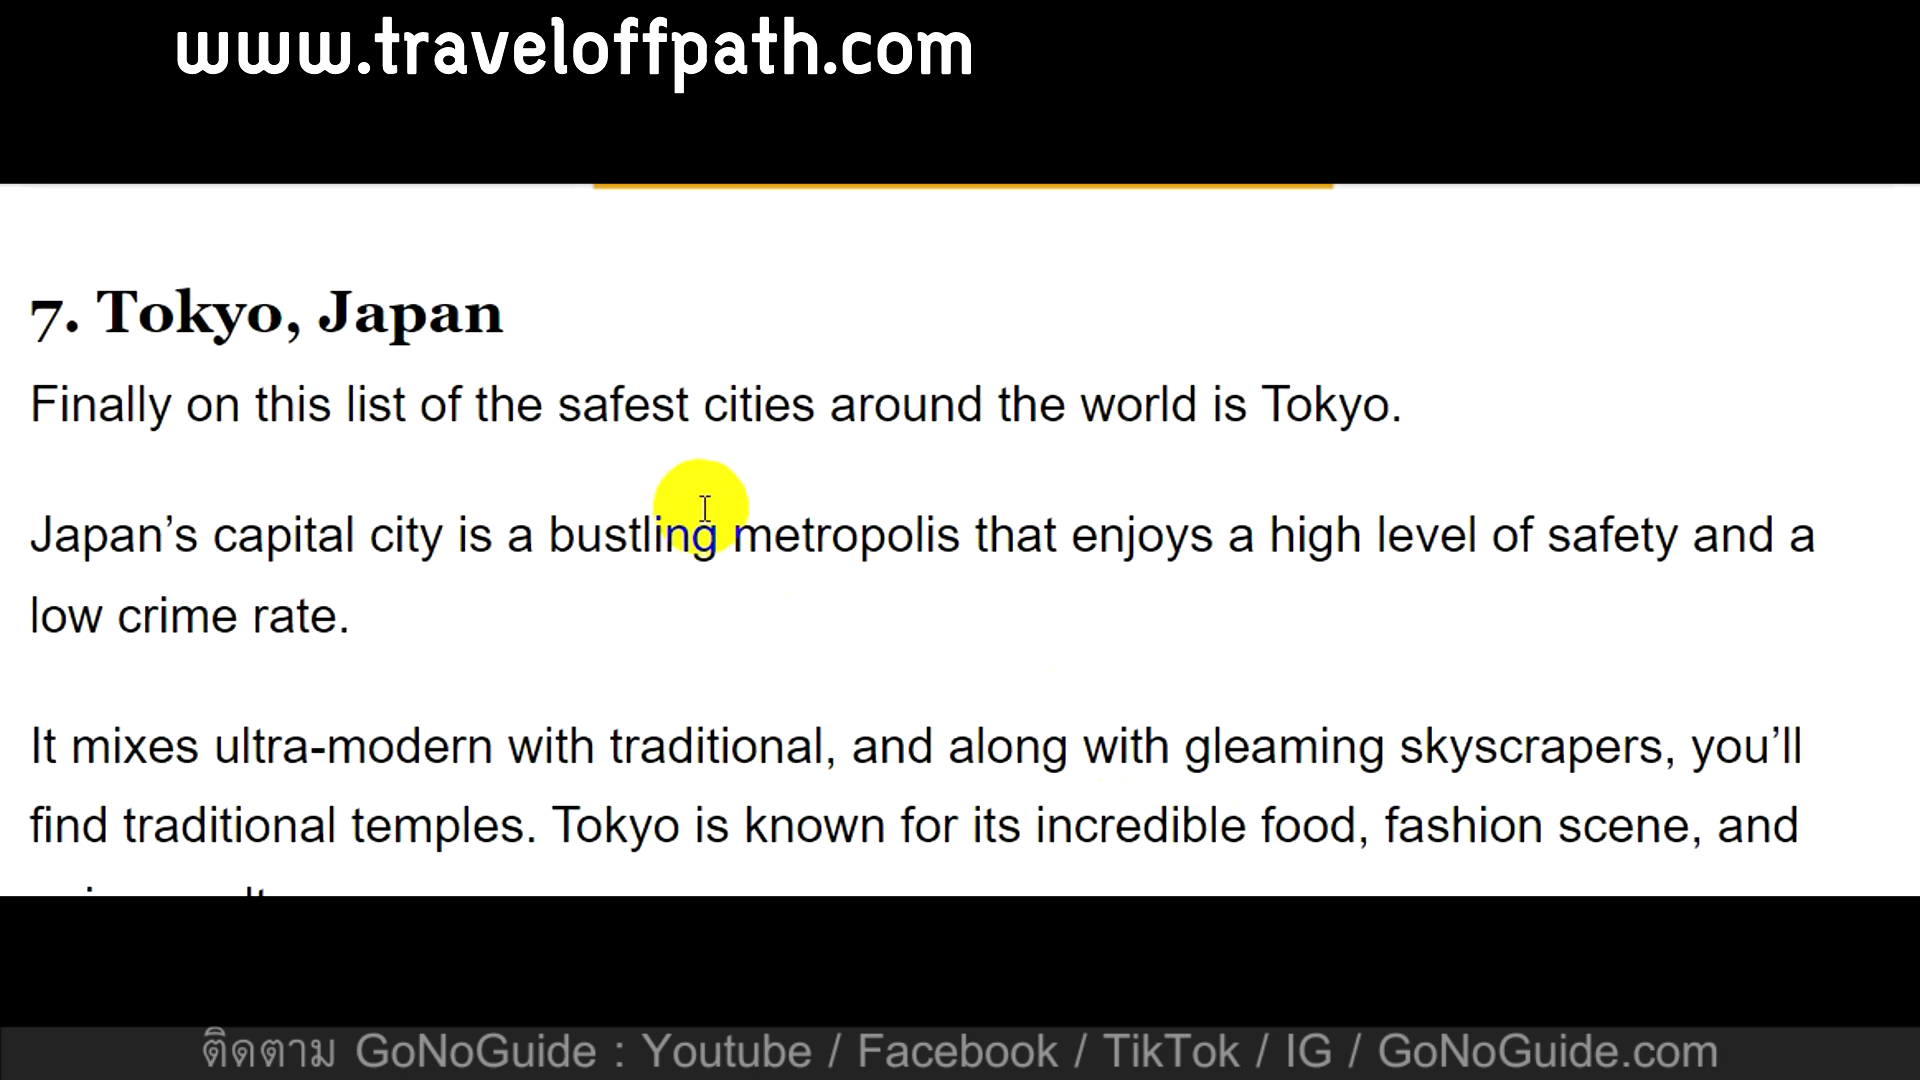 www.traveloffpath.com
7. Tokyo, Japan
Finally on this list of the safest cities around the world is Tokyo.
Japan’s capital city is a bustling metropolis that enjoys a high level of safety and a
low crime rate.
It mixes ultra-modern with traditional, and along with gleaming skyscrapers, you’ll
find traditional temples. Tokyo is known for its incredible food, fashion scene, and
ติดตาม GoNoGuide : Youtube / Facebook / TikTok / IG / GoNoGuide.com